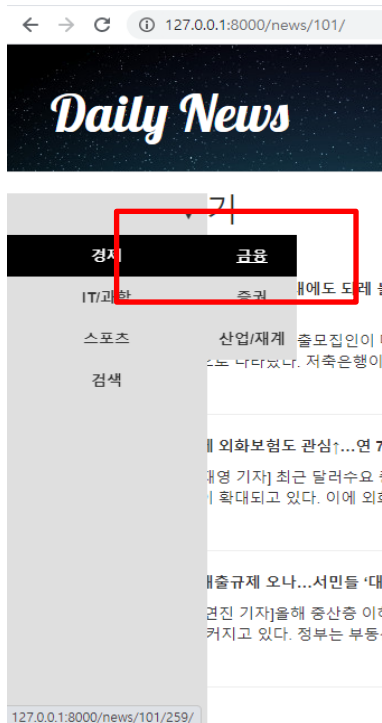 127.0.0.1:8000/news/101/
Daily News
기
경제 금융
IT/과학 증권
스포츠 산업/재계
검색
에도 되레
출모집인이
으로 나타났다. 저축은행이
외화보험도 관심↑…연 7
재영 기자] 최근 달러수요
확대되고 있다. 이에 외
대출규제 오나…서민들 '대
연진 기자]올해 중산층 이
커지고 있다. 정부는 부동
127.0.0.1:8000/news/101/259/